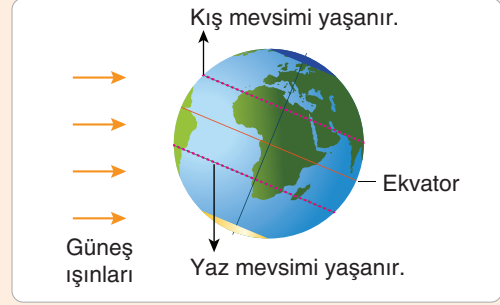 Kış mevsimi yaşanır.
Ekvator
Güneş
ışınları
Yaz mevsimi yaşanır.